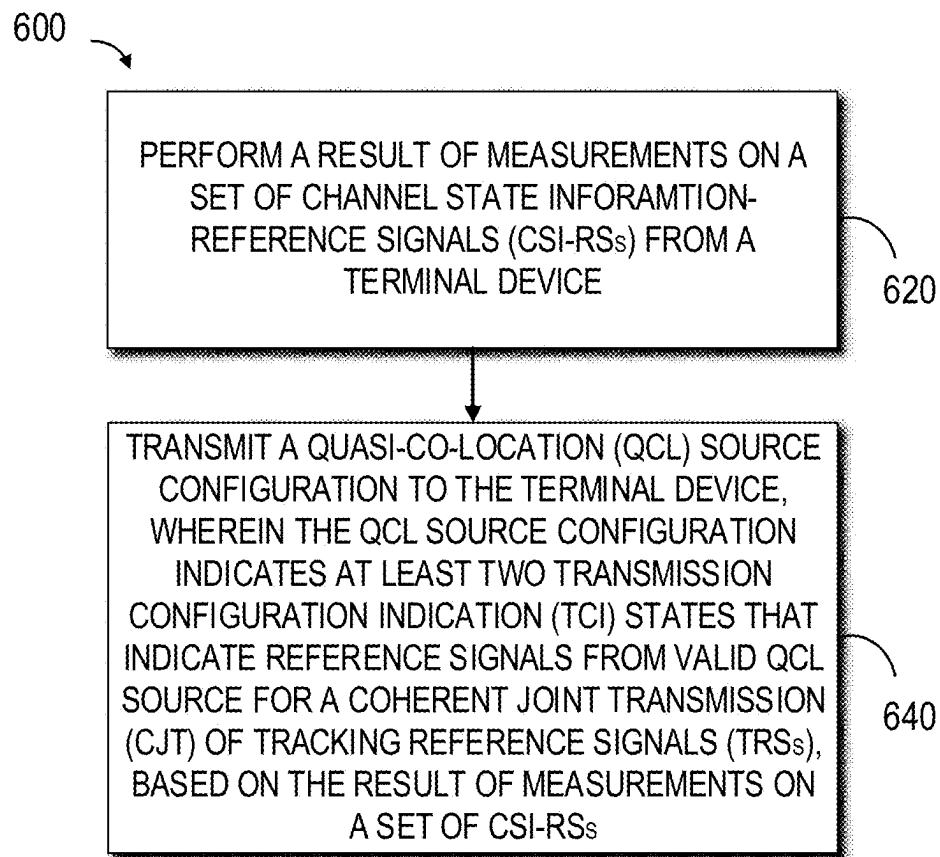 600
PERFORM A RESULT OF MEASUREMENTS ON A
SET OF CHANNEL STATE INFORAMTION-
REFERENCE SIGNALS (CSI-RSs) FROM A
TERMINAL DEVICE
620
TRANSMIT A QUASI-CO-LOCATION (QCL) SOURCE
CONFIGURATION TO THE TERMINAL DEVICE,
WHEREIN THE QCL SOURCE CONFIGURATION
INDICATES AT LEAST TWO TRANSMISSION
CONFIGURATION INDICATION (TCI) STATES THAT
INDICATE REFERENCE SIGNALS FROM VALID QCL
SOURCE FOR A COHERENT JOINT TRANSMISSION
(CJT) OF TRACKING REFERENCE SIGNALS (TRSs),
BASED ON THE RESULT OF MEASUREMENTS ON
A SET OF CSI-RSs
640